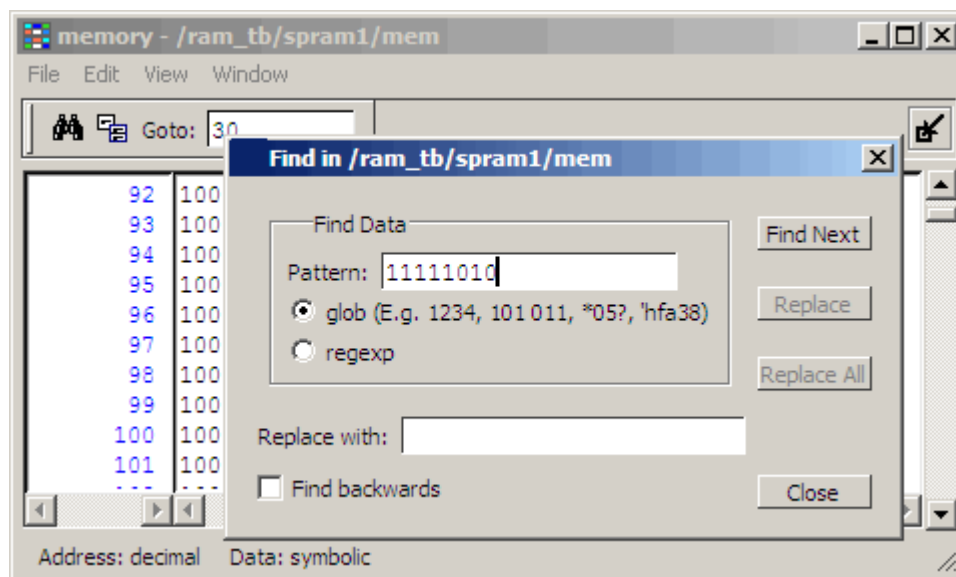 memory - /ram_tb/spram1/mem
File Edit View Window
Goto: 30
Find in /ram_tb/spram1/mem
92 100
93 100
94 100
95 100
96 100
97 100
98 100
99 100
100 100
101 100
Find Data
Pattern: 11111010
glob (E.g. 1234, 101011, *05?, 'hfa38)
regexp
Replace with:
Find backwards
Find Next
Replace
Replace All
Close
Address: decimal Data: symbolic